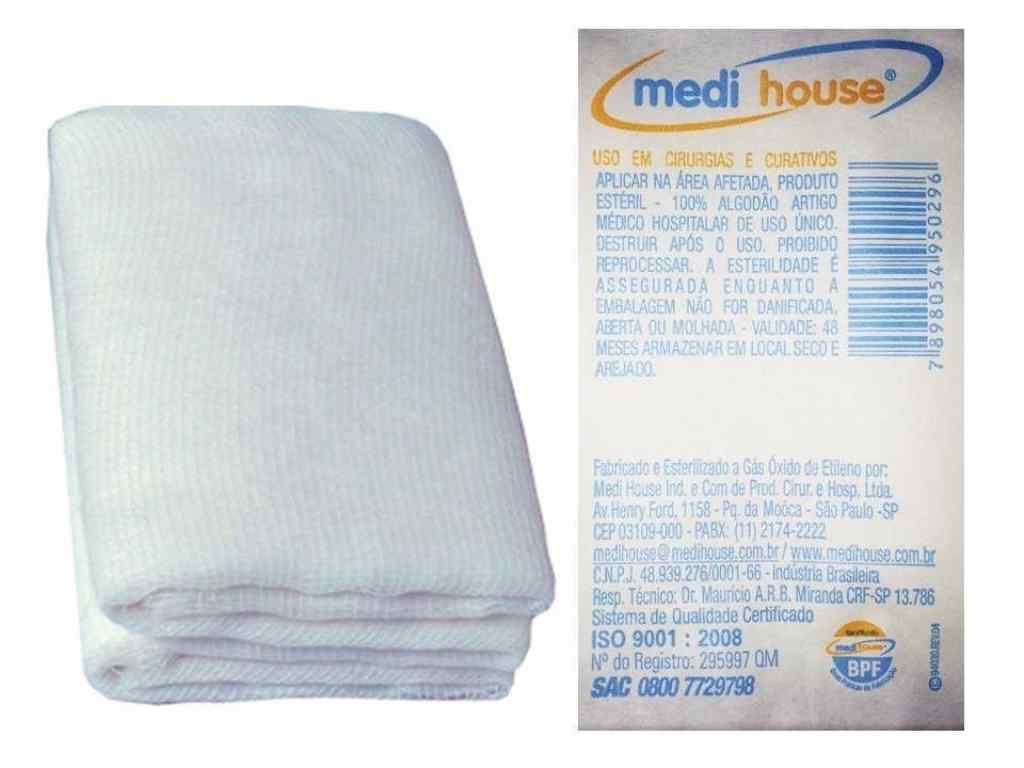 medi house®
USO EM CIRURGIAS E CURATIVOS
APLICAR NA ÁREA AFETADA, PRODUTO
ESTÉRIL - 100% ALGODÃO ARTIGO
MÉDICO HOSPITALAR DE USO ÚNICO.
DESTRUIR APÓS O USO. PROIBIDO
REPROCESSAR. A ESTERILIDADE É
ASSEGURADA ENQUANTO A
EMBALAGEM NÃO FOR DANIFICADA,
ABERTA OU MOLHADA - VALIDADE: 48
MESES ARMAZENAR EM LOCAL SECO E
AREJADO.
7 898054 950296
Fabricado e Esterilizado a Gás Óxido de Etileno por:
Medi House Ind. e Com de Prod. Cirur. e Hosp. Ltda.
Av. Henry Ford, 1158 - Pq. da Moóca - São Paulo -SP
CEP 03109-000 - PABX: (11) 2174-2222
medihouse@medihouse.com.br / www.medihouse.com.br
C.N.P.J. 48.939.276/0001-66 - indústria Brasileira
Resp. Técnico: Dr. Maurício A.R.B. Miranda CRF-SP 13.786
Sistema de Qualidade Certificado
ISO 9001 : 2008
Nº do Registro: 295997 QM
SAC 0800 7729798
medi house
BPF